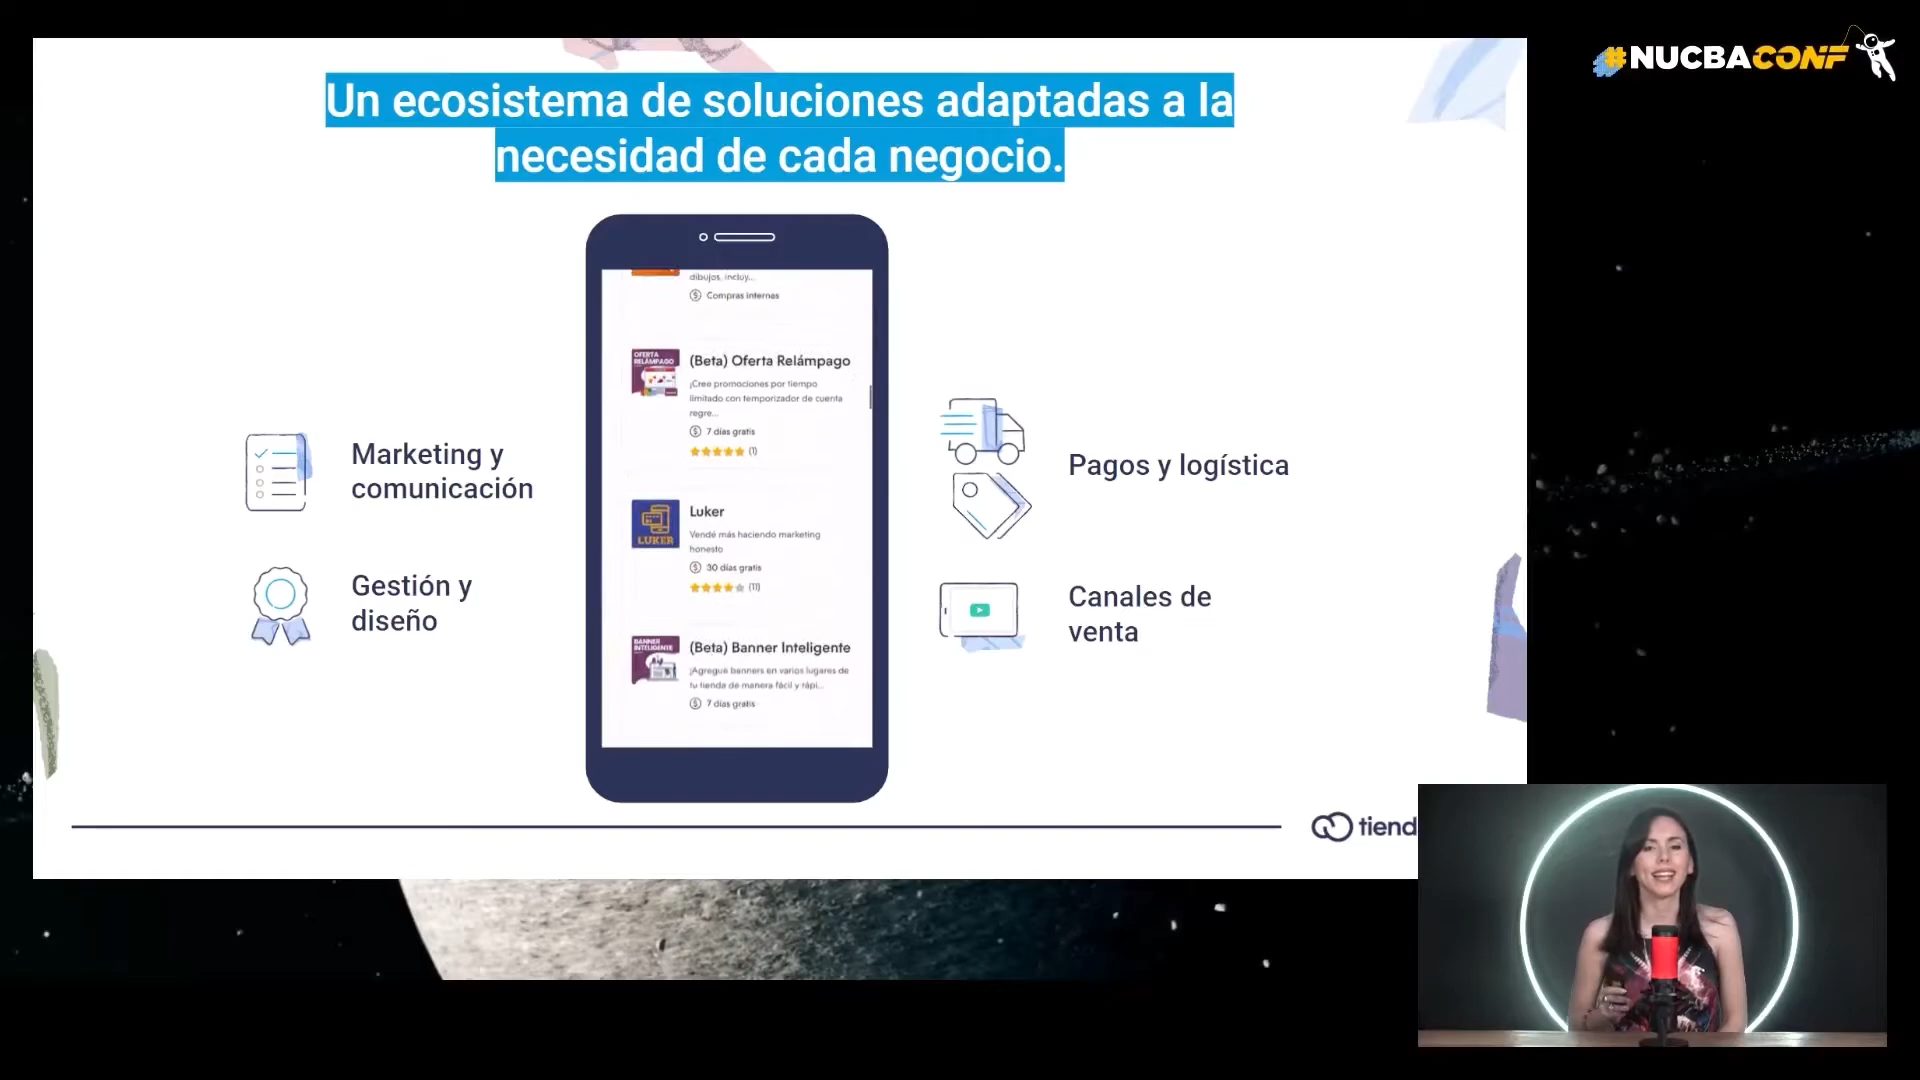 #NUCBACONF
Un ecosistema de soluciones adaptadas a la
necesidad de cada negocio.
dibujos, incluy...
Compras internas
OFERTA
RELÁMPAGO
(Beta) Oferta Relámpago
¡Cree promociones por tiempo
limitado con temporizador de cuenta
regre...
7 días gratis
(1)
LUKER
Luker
Vendé más haciendo marketing
honesto
30 días gratis
(11)
BANNER
INTELIGENTE
(Beta) Banner Inteligente
¡Agregue banners en varios lugares de
tu tienda de manera fácil y rápi...
7 días gratis
Marketing y
comunicación
Gestión y
diseño
Pagos y logística
Canales de
venta
tiend